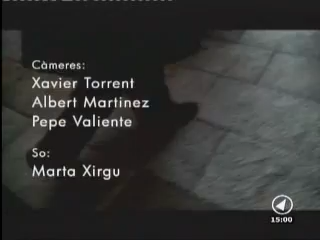 Càmeres:
Xavier Torrent
Albert Martinez
Pepe Valiente
So:
Marta Xirgu
15:00